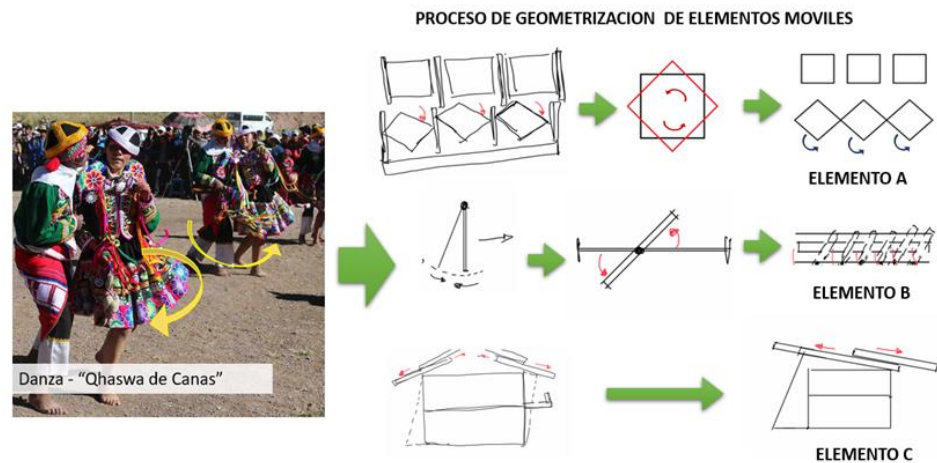 PROCESO DE GEOMETRIZACION DE ELEMENTOS MOVILES
ELEMENTO A
ELEMENTO B
Danza - “Qhaswa de Canas”
ELEMENTO C